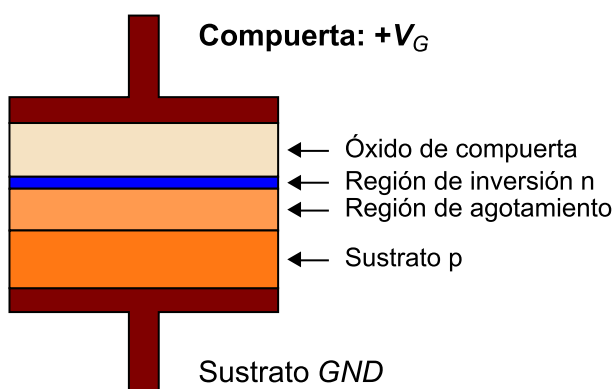 Compuerta: +VG
Óxido de compuerta
Región de inversión n
Región de agotamiento
Sustrato p
Sustrato GND